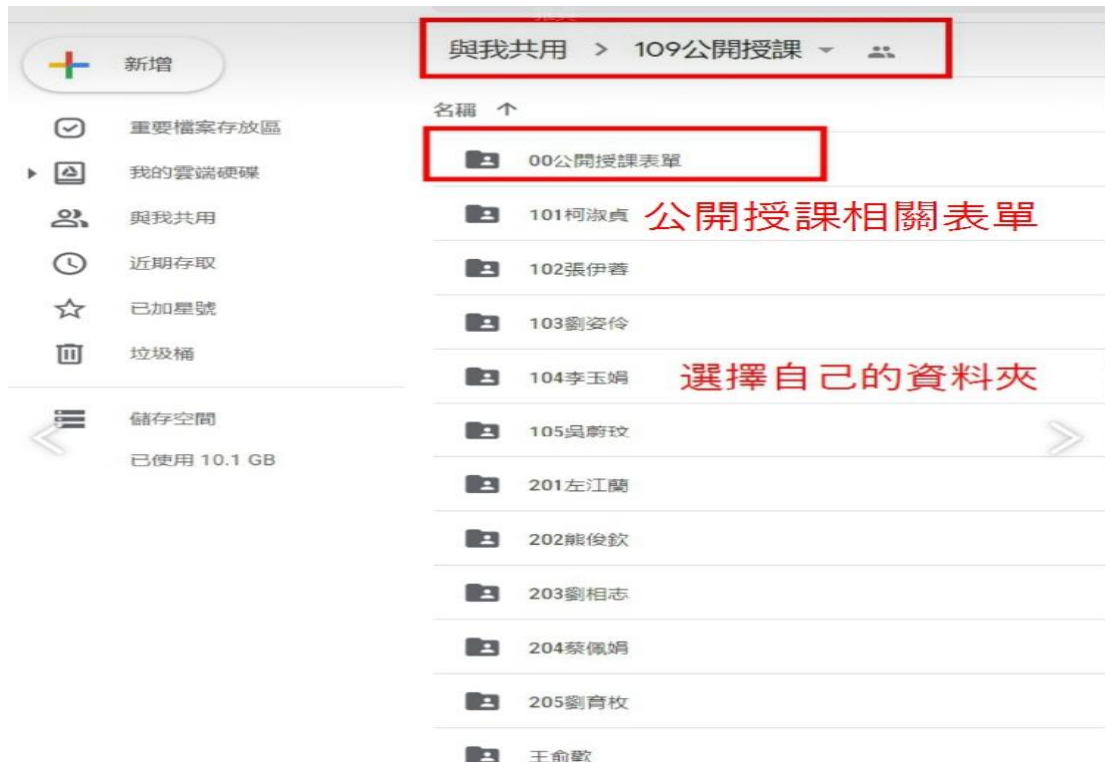 與我共用 > 109公開授課
新增
名稱 ↑
重要檔案存放區
我的雲端硬碟
與我共用
近期存取
已加星號
垃圾桶
儲存空間
已使用 10.1 GB
00公開授課表單
101柯淑貞
公開授課相關表單
102張伊蓉
103劉姿伶
104李玉娟
選擇自己的資料夾
105吳蔚玟
201左江蘭
202熊俊欽
203劉相志
204蔡佩娟
205劉育枚
王俞歡